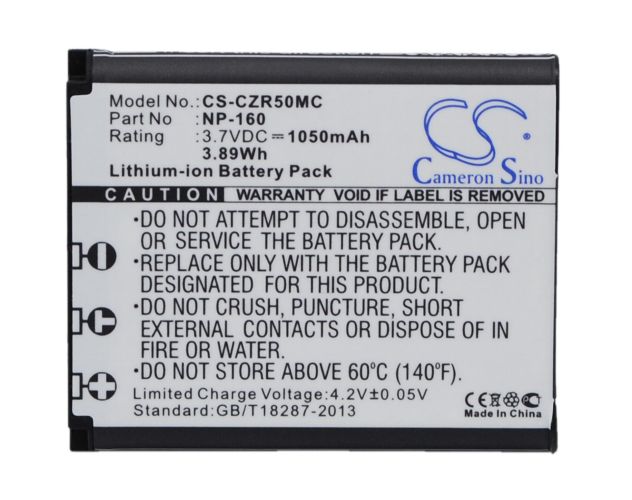 Model No.: CS-CZR50MC
Part No : NP-160
Rating : 3.7VDC ⎓ 1050mAh
3.89Wh
Lithium-ion Battery Pack
CS
Cameron Sino
CAUTION WARRANTY VOID IF LABEL IS REMOVED
•DO NOT ATTEMPT TO DISASSEMBLE, OPEN
OR SERVICE THE BATTERY PACK.
•REPLACE ONLY WITH THE BATTERY PACK
DESIGNATED FOR THIS PRODUCT.
•DO NOT CRUSH, PUNCTURE, SHORT
EXTERNAL CONTACTS OR DISPOSE OF
IN FIRE OR WATER.
•DO NOT STORE ABOVE 60°C (140°F).
Limited Charge Voltage:4.2V±0.05V
Standard:GB/T18287-2013
CE
Made In China
+
C
−